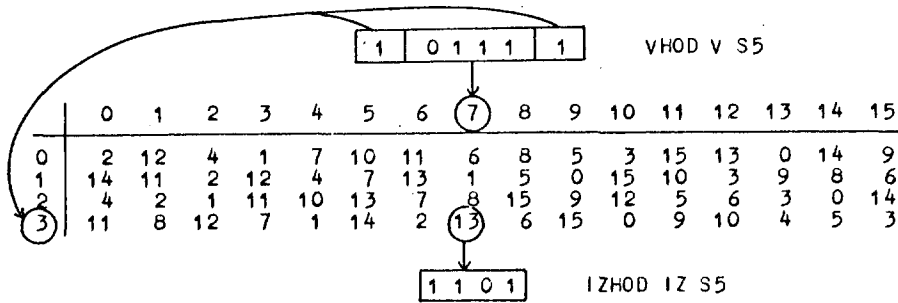 1 0 1 1 1 1 VHOD V S5
0 1 2 3 4 5 6 7 8 9 10 11 12 13 14 15
0 2 12 4 1 7 10 11 6 8 5 3 15 13 0 14 9
1 14 11 2 12 4 7 13 1 5 0 15 10 3 9 8 6
2 4 2 1 11 10 13 7 8 15 9 12 5 6 3 0 14
3 11 8 12 7 1 14 2 13 6 15 0 9 10 4 5 3
1 1 0 1 IZHOD IZ S5